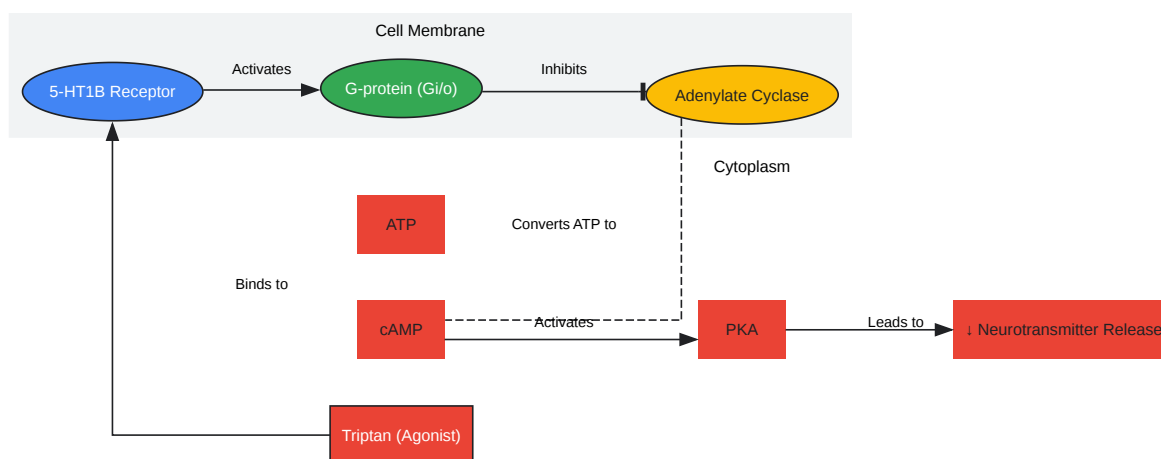 Cell Membrane
5-HT1B Receptor
Activates
G-protein (Gi/o)
Inhibits
Adenylate Cyclase
Cytoplasm
ATP
Converts ATP to
Binds to
cAMP
Activates
PKA
Leads to
↓ Neurotransmitter Release
Triptan (Agonist)